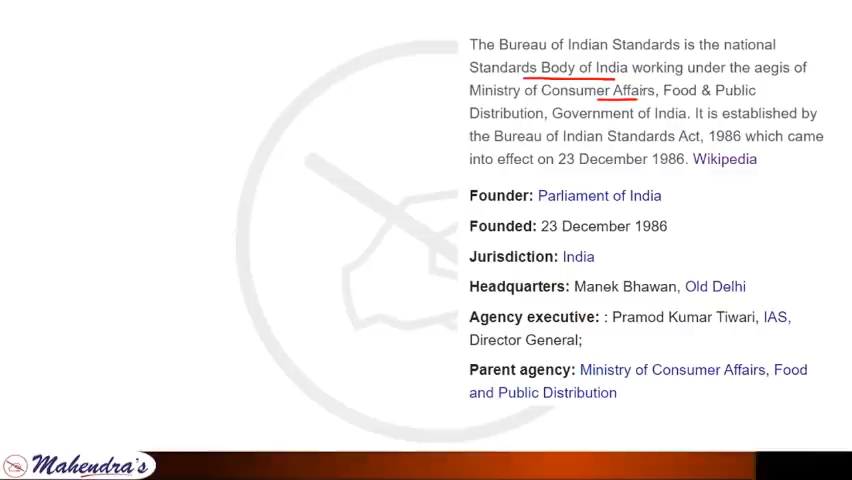 The Bureau of Indian Standards is the national
Standards Body of India working under the aegis of
Ministry of Consumer Affairs, Food & Public
Distribution, Government of India. It is established by
the Bureau of Indian Standards Act, 1986 which came
into effect on 23 December 1986. Wikipedia
Founder: Parliament of India
Founded: 23 December 1986
Jurisdiction: India
Headquarters: Manek Bhawan, Old Delhi
Agency executive: : Pramod Kumar Tiwari, IAS,
Director General;
Parent agency: Ministry of Consumer Affairs, Food
and Public Distribution
Mahendra's